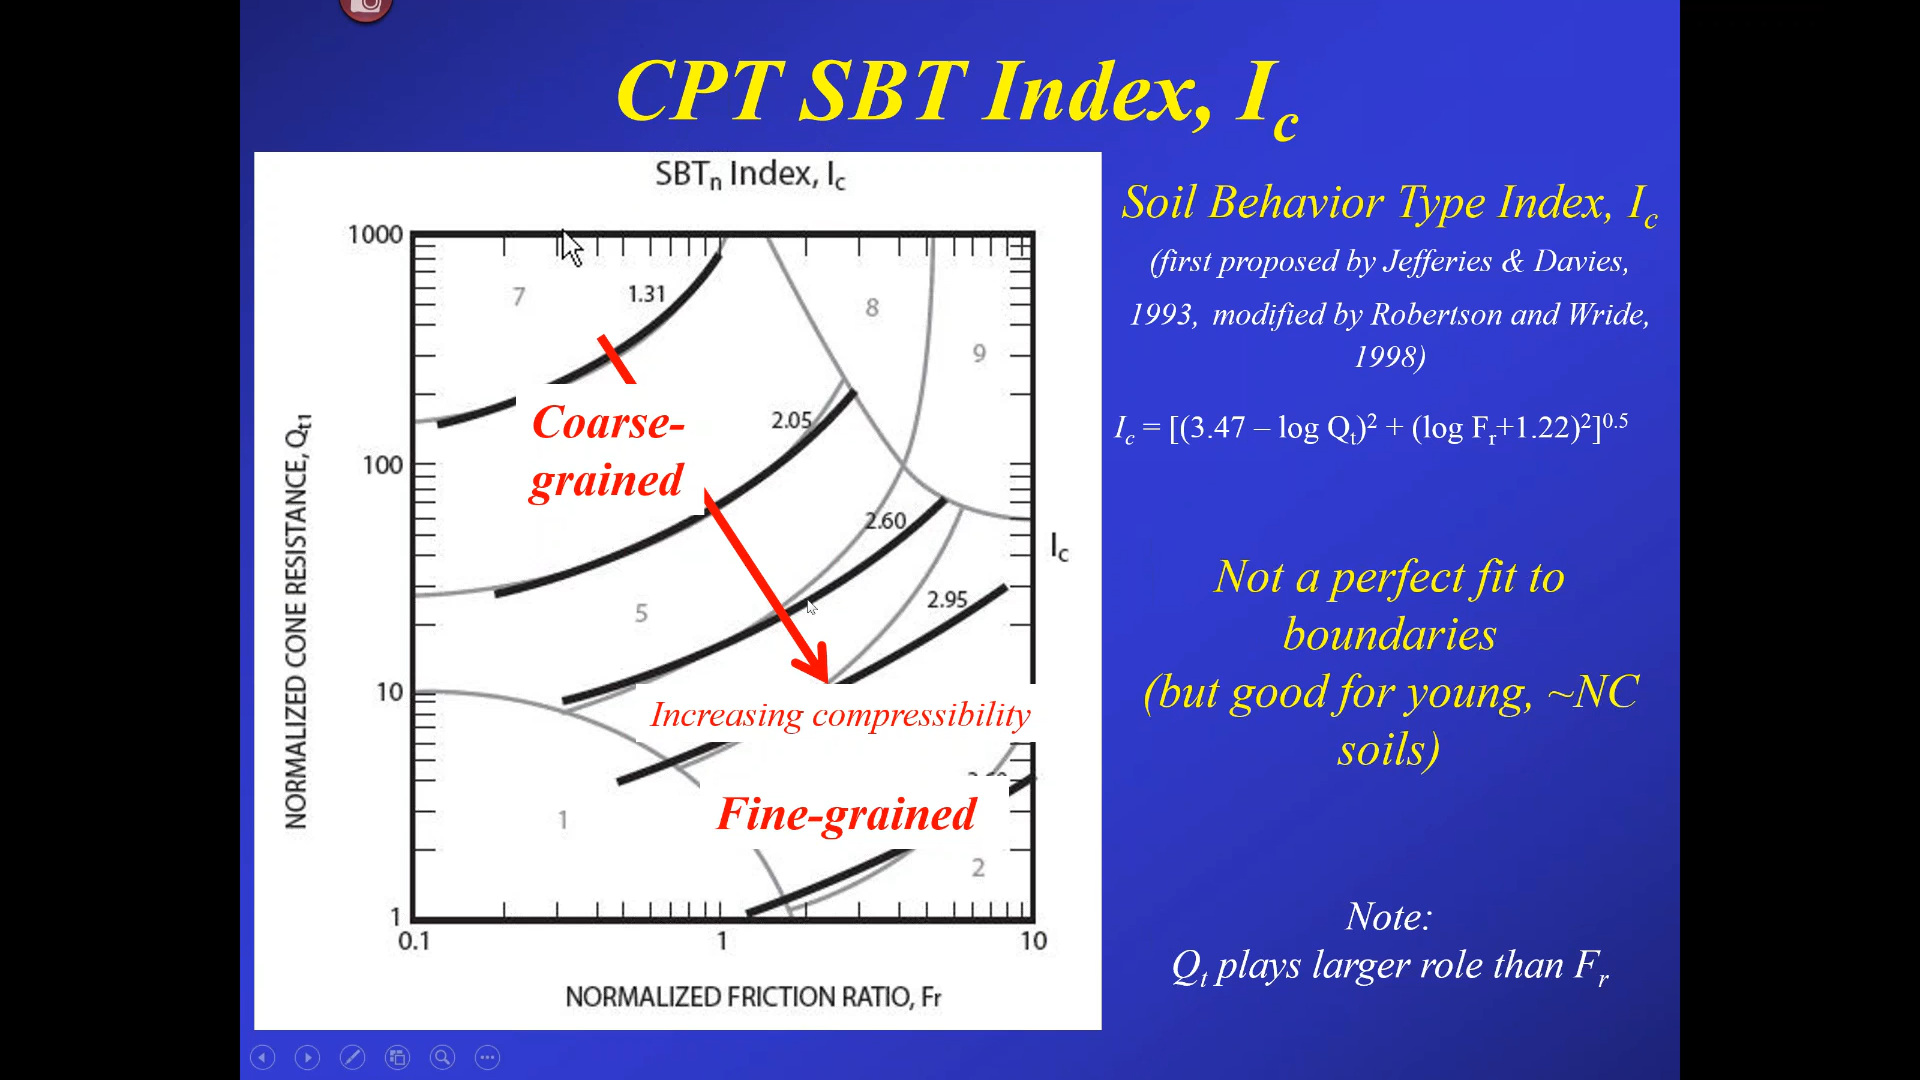 CPT SBT Index, Ic
SBTn Index, Ic
1000
100
10
1
0.1
1
10
NORMALIZED CONE RESISTANCE, Qt1
NORMALIZED FRICTION RATIO, Fr
7
1.31
8
9
2.05
Coarse-
grained
2.60
Ic
2.95
5
Increasing compressibility
Fine-grained
1
2
Soil Behavior Type Index, Ic
(first proposed by Jefferies & Davies,
1993, modified by Robertson and Wride,
1998)
Ic = [(3.47 – log Qt)2 + (log Fr+1.22)2]0.5
Not a perfect fit to
boundaries
(but good for young, ~NC
soils)
Note:
Qt plays larger role than Fr